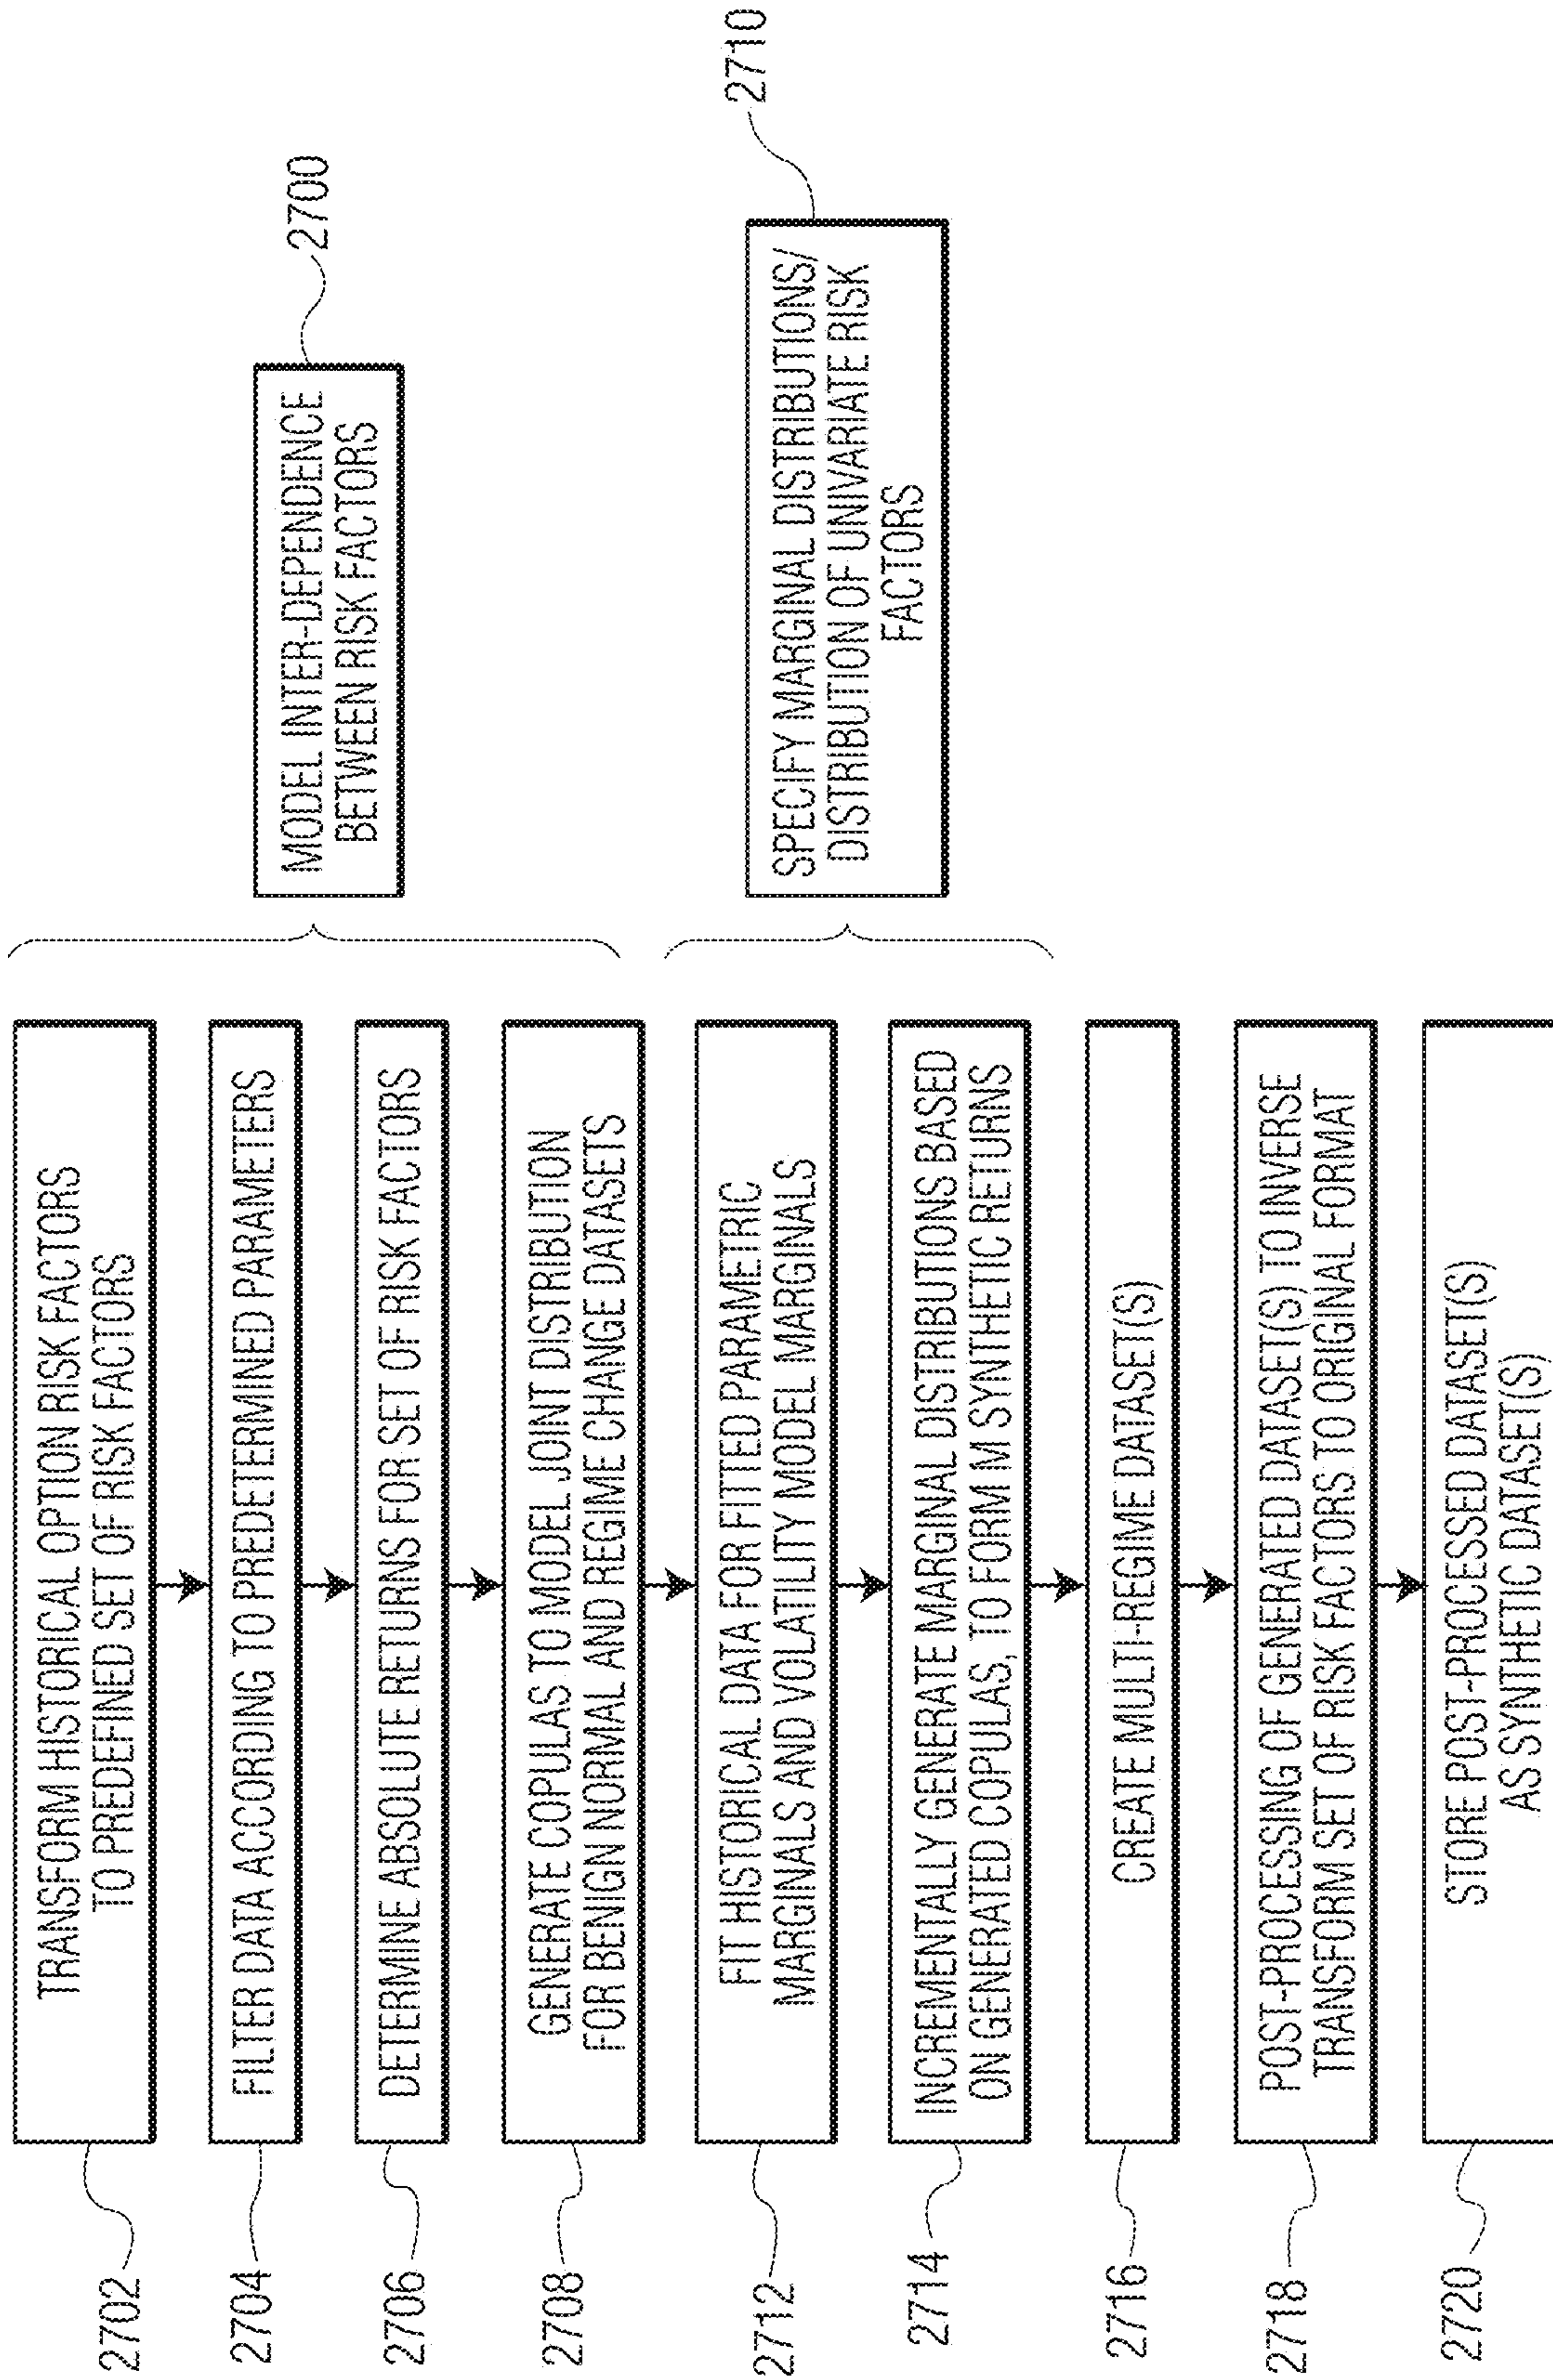 2702
TRANSFORM HISTORICAL OPTION RISK FACTORS
TO PREDEFINED SET OF RISK FACTORS
2704
FILTER DATA ACCORDING TO PREDETERMINED PARAMETERS
2706
DETERMINE ABSOLUTE RETURNS FOR SET OF RISK FACTORS
2708
GENERATE COPULAS TO MODEL JOINT DISTRIBUTION
FOR BENIGN NORMAL AND REGIME CHANGE DATASETS
MODEL INTER-DEPENDENCE
BETWEEN RISK FACTORS
2700
2712
FIT HISTORICAL DATA FOR FITTED PARAMETRIC
MARGINALS AND VOLATILITY MODEL MARGINALS
2714
INCREMENTALLY GENERATE MARGINAL DISTRIBUTIONS BASED
ON GENERATED COPULAS, TO FORM M SYNTHETIC RETURNS
SPECIFY MARGINAL DISTRIBUTIONS/
DISTRIBUTION OF UNIVARIATE RISK
FACTORS
2710
2716
CREATE MULTI-REGIME DATASET(S)
2718
POST-PROCESSING OF GENERATED DATASET(S) TO INVERSE
TRANSFORM SET OF RISK FACTORS TO ORIGINAL FORMAT
2720
STORE POST-PROCESSED DATASET(S)
AS SYNTHETIC DATASET(S)